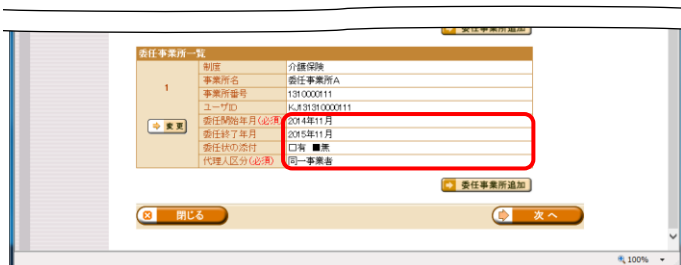 委任事業所追加
委任事業所一覧
1
変更
制度 介護保険
事業所名 委任事業所A
事業所番号 1310000111
ユーザID KJ131310000111
委任開始年月(必須) 2014年11月
委任終了年月 2015年11月
委任状の添付 □有 ■無
代理人区分(必須) 同一事業者
委任事業所追加
閉じる 次へ
100%